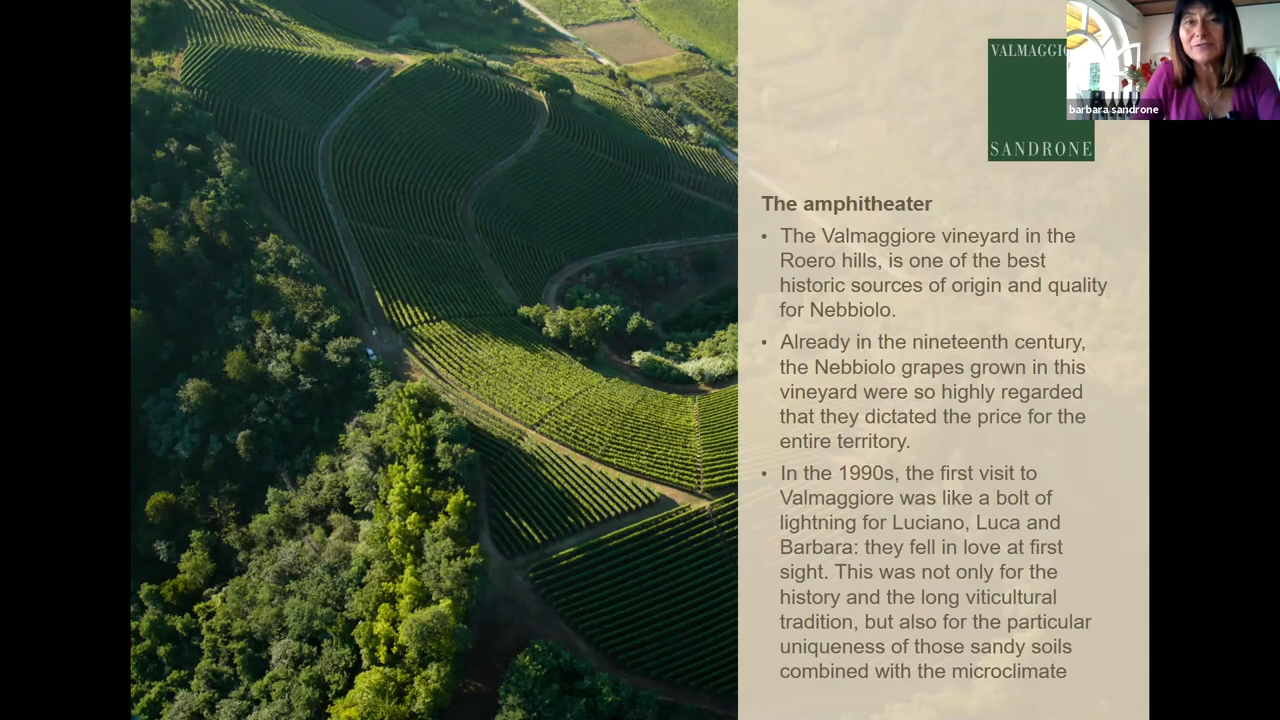 VALMAGGI
barbara sandrone
SANDRONE
The amphitheater
• The Valmaggiore vineyard in the
Roero hills, is one of the best
historic sources of origin and quality
for Nebbiolo.
• Already in the nineteenth century,
the Nebbiolo grapes grown in this
vineyard were so highly regarded
that they dictated the price for the
entire territory.
• In the 1990s, the first visit to
Valmaggiore was like a bolt of
lightning for Luciano, Luca and
Barbara: they fell in love at first
sight. This was not only for the
history and the long viticultural
tradition, but also for the particular
uniqueness of those sandy soils
combined with the microclimate